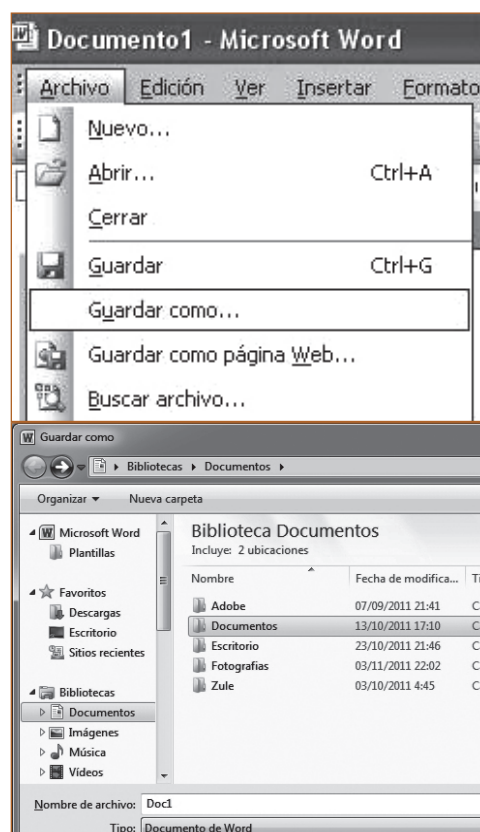 Documento1 - Microsoft Word
Archivo Edición Ver Insertar Formato
Nuevo...
Abrir... Ctrl+A
Cerrar
Guardar Ctrl+G
Guardar como...
Guardar como página Web...
Buscar archivo...
Guardar como
Bibliotecas Documentos
Organizar Nueva carpeta
Microsoft Word
Plantillas
Favoritos
Descargas
Escritorio
Sitios recientes
Bibliotecas
Documentos
Imágenes
Música
Vídeos
Biblioteca Documentos
Incluye: 2 ubicaciones
Nombre Fecha de modifica... Ti
Adobe 07/09/2011 21:41 C
Documentos 13/10/2011 17:10 C
Escritorio 23/10/2011 21:46 C
Fotografias 03/11/2011 22:02 C
Zule 03/10/2011 4:45 C
Nombre de archivo: Doc1
Tipo: Documento de Word